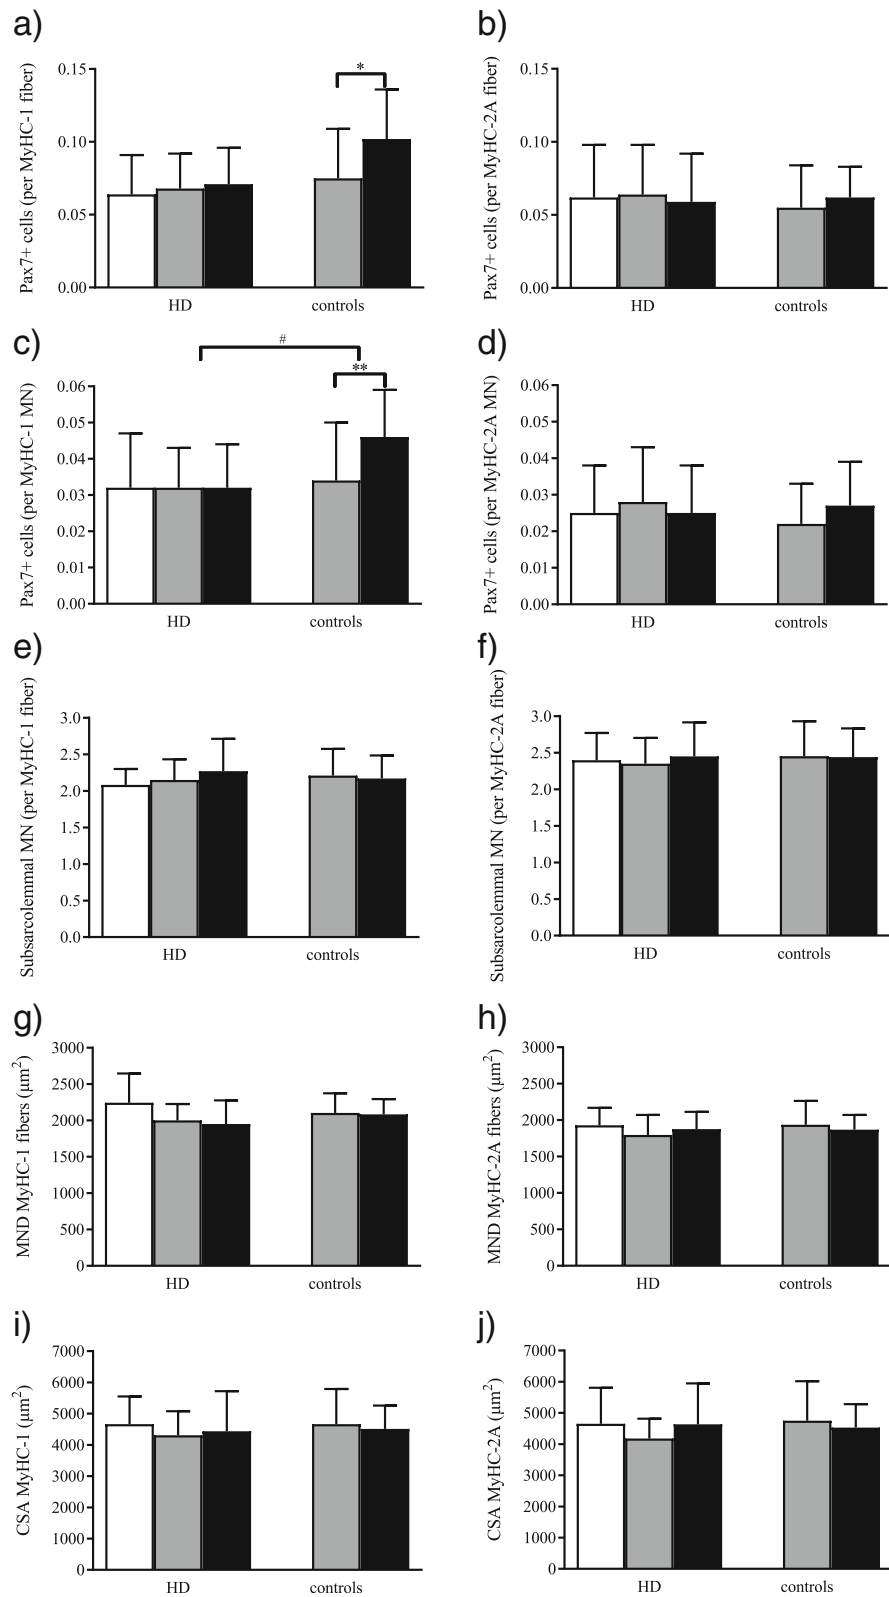 a)
Pax7+ cells (per MyHC-1 fiber)
0.15
0.10
0.05
0.00
*
HD
controls
b)
Pax7+ cells (per MyHC-2A fiber)
0.15
0.10
0.05
0.00
HD
controls
c)
Pax7+ cells (per MyHC-1 MN)
0.06
0.05
0.04
0.03
0.02
0.01
0.00
#
**
HD
controls
d)
Pax7+ cells (per MyHC-2A MN)
0.06
0.05
0.04
0.03
0.02
0.01
0.00
HD
controls
e)
Subsarcolemmal MN (per MyHC-1 fiber)
3.0
2.5
2.0
1.5
1.0
0.5
0.0
HD
controls
f)
Subsarcolemmal MN (per MyHC-2A fiber)
3.0
2.5
2.0
1.5
1.0
0.5
0.0
HD
controls
g)
MND MyHC-1 fibers (µm²)
3000
2500
2000
1500
1000
500
0
HD
controls
h)
MND MyHC-2A fibers (µm²)
3000
2500
2000
1500
1000
500
0
HD
controls
i)
CSA MyHC-1 (µm²)
7000
6000
5000
4000
3000
2000
1000
0
HD
controls
j)
CSA MyHC-2A (µm²)
7000
6000
5000
4000
3000
2000
1000
0
HD
controls